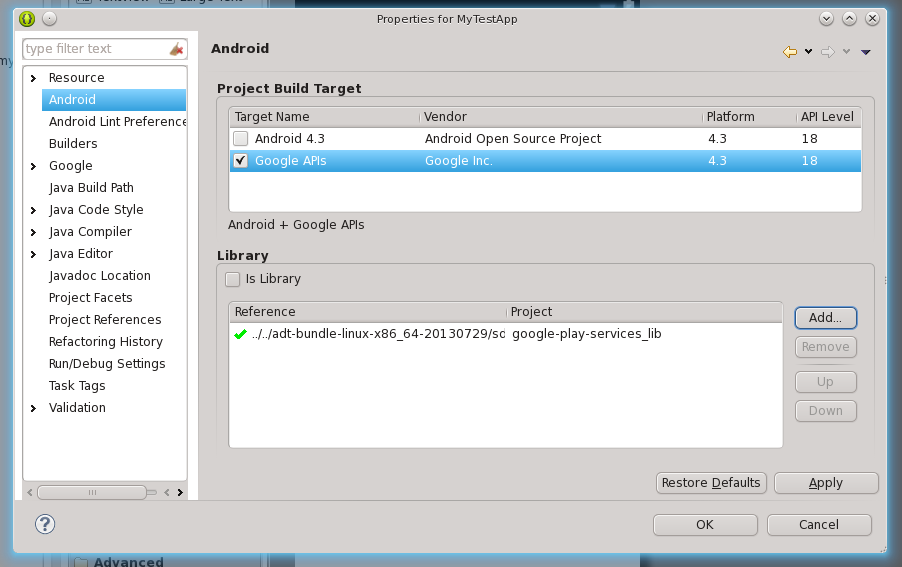 Properties for MyTestApp
type filter text
Resource
Android
Android Lint Preference
Builders
Google
Java Build Path
Java Code Style
Java Compiler
Java Editor
Javadoc Location
Project Facets
Project References
Refactoring History
Run/Debug Settings
Task Tags
Validation
Android
Project Build Target
Target Name Vendor Platform API Level
Android 4.3 Android Open Source Project 4.3 18
Google APIs Google Inc. 4.3 18
Android + Google APIs
Library
Is Library
Reference Project
../../adt-bundle-linux-x86_64-20130729/sd google-play-services_lib
Add...
Remove
Up
Down
Restore Defaults
Apply
OK
Cancel
Advanced